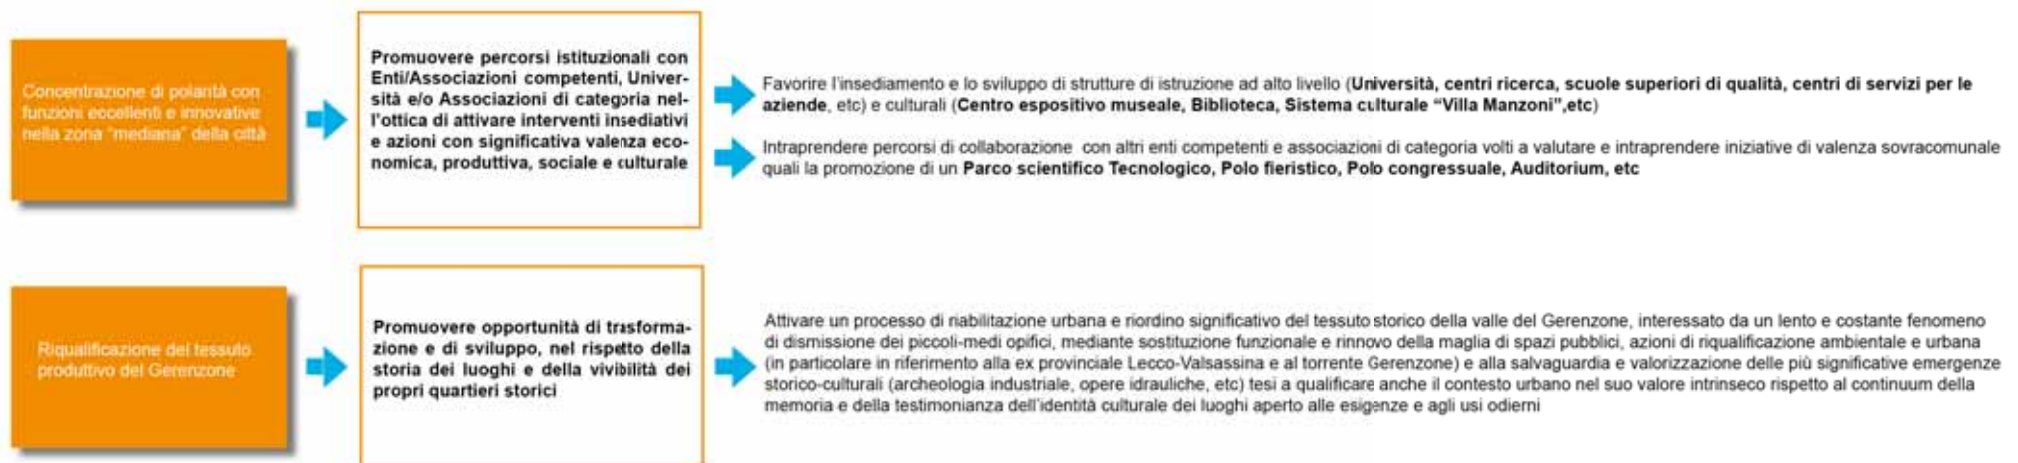 Concentrazione di polarità con
funzioni eccellenti e innovative
nella zona "mediana" della città
Promuovere percorsi istituzionali con
Enti/Associazioni competenti, Univer-
sità e/o Associazioni di categoria nel-
l'ottica di attivare interventi insediativi
e azioni con significativa valenza eco-
nomica, produttiva, sociale e culturale
Favorire l'insediamento e lo sviluppo di strutture di istruzione ad alto livello (Università, centri ricerca, scuole superiori di qualità, centri di servizi per le
aziende, etc) e culturali (Centro espositivo museale, Biblioteca, Sistema culturale "Villa Manzoni",etc)
Intraprendere percorsi di collaborazione con altri enti competenti e associazioni di categoria volti a valutare e intraprendere iniziative di valenza sovracomunale
quali la promozione di un Parco scientifico Tecnologico, Polo fieristico, Polo congressuale, Auditorium, etc
Riqualificazione del tessuto
produttivo del Gerenzone
Promuovere opportunità di trasforma-
zione e di sviluppo, nel rispetto della
storia dei luoghi e della vivibilità dei
propri quartieri storici
Attivare un processo di riabilitazione urbana e riordino significativo del tessuto storico della valle del Gerenzone, interessato da un lento e costante fenomeno
di dismissione dei piccoli-medi opifici, mediante sostituzione funzionale e rinnovo della maglia di spazi pubblici, azioni di riqualificazione ambientale e urbana
(in particolare in riferimento alla ex provinciale Lecco-Valsassina e al torrente Gerenzone) e alla salvaguardia e valorizzazione delle più significative emergenze
storico-culturali (archeologia industriale, opere idrauliche, etc) tesi a qualificare anche il contesto urbano nel suo valore intrinseco rispetto al continuum della
memoria e della testimonianza dell'identità culturale dei luoghi aperto alle esigenze e agli usi odierni